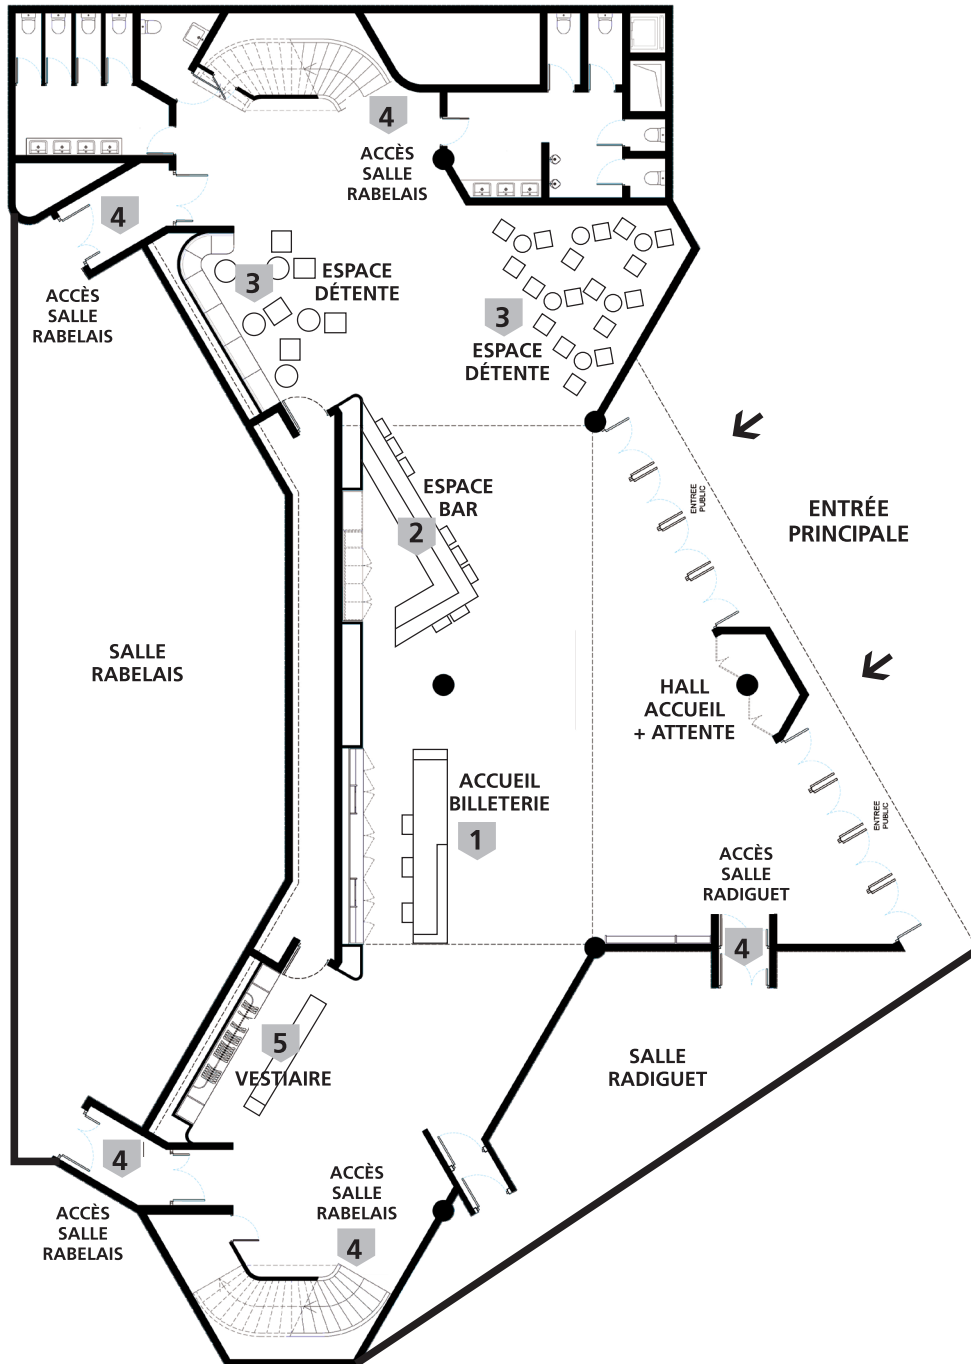 4
ACCÈS
SALLE
RABELAIS
4
ACCÈS
SALLE
RABELAIS
3
ESPACE
DÉTENTE
3
ESPACE
DÉTENTE
ESPACE
BAR
2
ENTREE
PUBLIC
ENTRÉE
PRINCIPALE
SALLE
RABELAIS
HALL
ACCUEIL
+ ATTENTE
ACCUEIL
BILLETERIE
1
ENTREE
PUBLIC
ACCÈS
SALLE
RADIGUET
4
5
VESTIAIRE
SALLE
RADIGUET
4
ACCÈS
SALLE
RABELAIS
ACCÈS
SALLE
RABELAIS
4